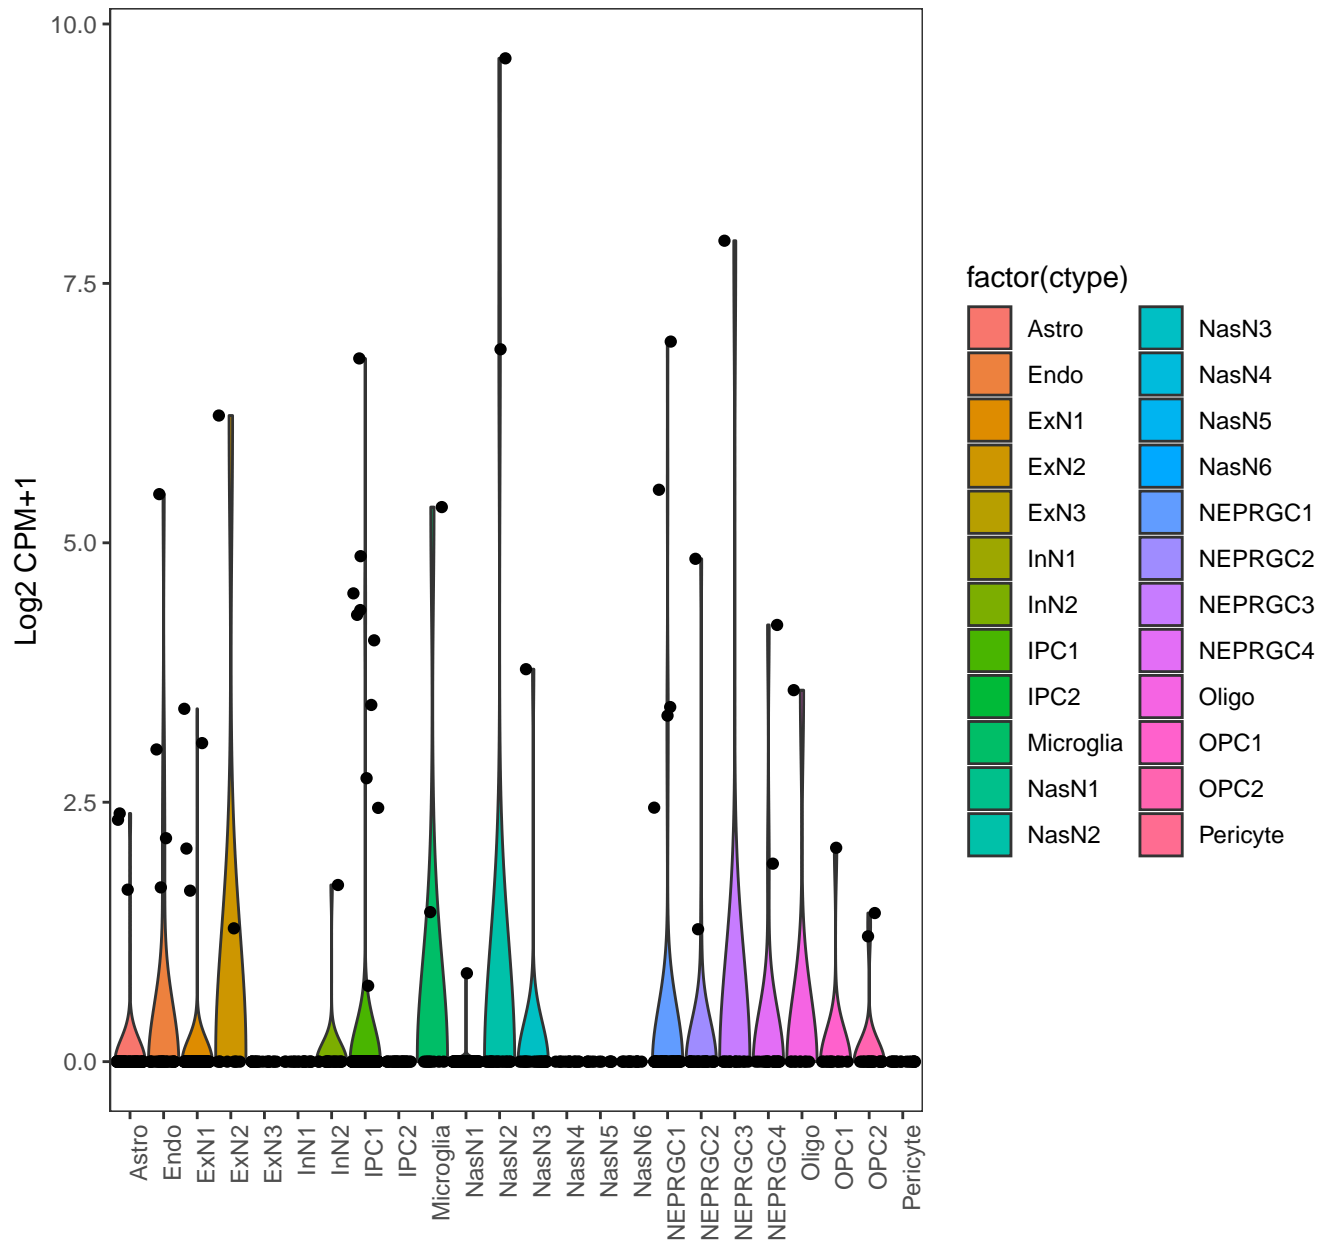 10.0
7.5
5.0
2.5
0.0
Log2 CPM+1
Astro
Endo
ExN1
ExN2
ExN3
InN1
InN2
IPC1
IPC2
Microglia
NasN1
NasN2
NasN3
NasN4
NasN5
NasN6
NEPRGC1
NEPRGC2
NEPRGC3
NEPRGC4
Oligo
OPC1
OPC2
Pericyte
factor(ctype)
Astro
Endo
ExN1
ExN2
ExN3
InN1
InN2
IPC1
IPC2
Microglia
NasN1
NasN2
NasN3
NasN4
NasN5
NasN6
NEPRGC1
NEPRGC2
NEPRGC3
NEPRGC4
Oligo
OPC1
OPC2
Pericyte